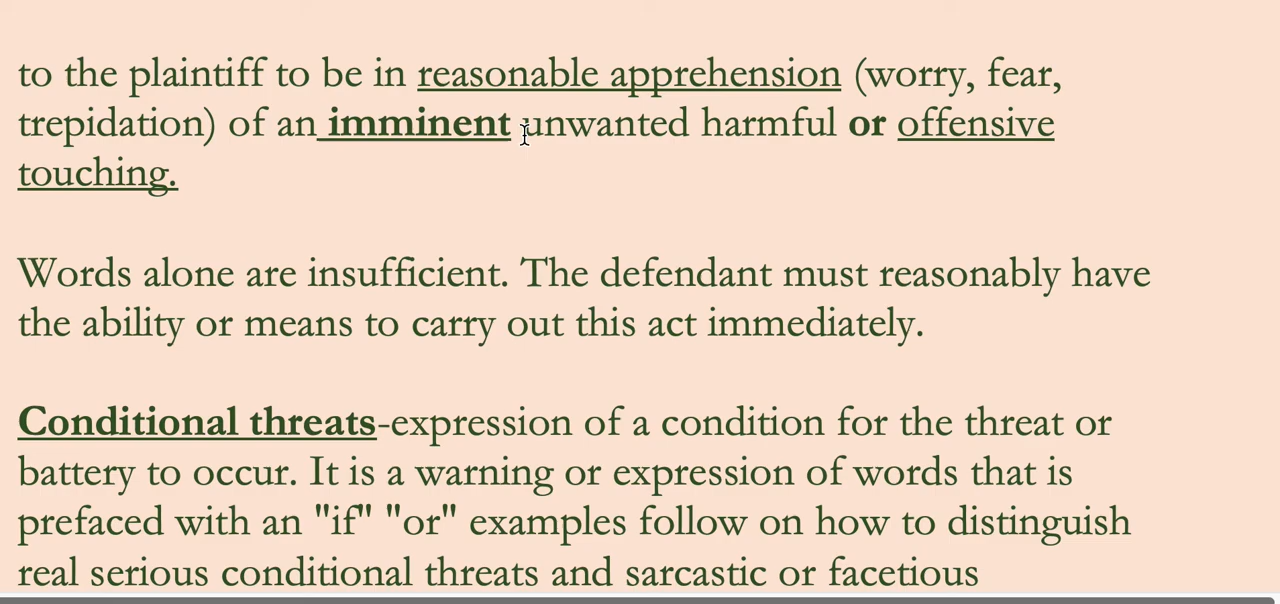 to the plaintiff to be in reasonable apprehension (worry, fear,
trepidation) of an imminent unwanted harmful or offensive
touching.
Words alone are insufficient. The defendant must reasonably have
the ability or means to carry out this act immediately.
Conditional threats-expression of a condition for the threat or
battery to occur. It is a warning or expression of words that is
prefaced with an "if" "or" examples follow on how to distinguish
real serious conditional threats and sarcastic or facetious